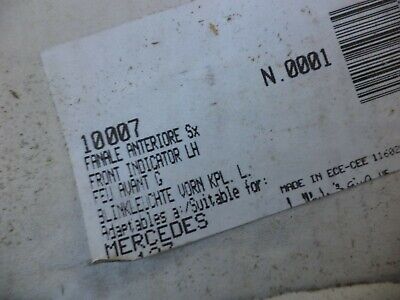 N.0001
10007
FANALE ANTERIORE Sx
FRONT INDICATOR LH
FEU AVANT G
BLINKLEUCHTE VORN KPL. L.
Adaptables a:/Suitable for:
MERCEDES
MADE IN ECE-CEE 11602